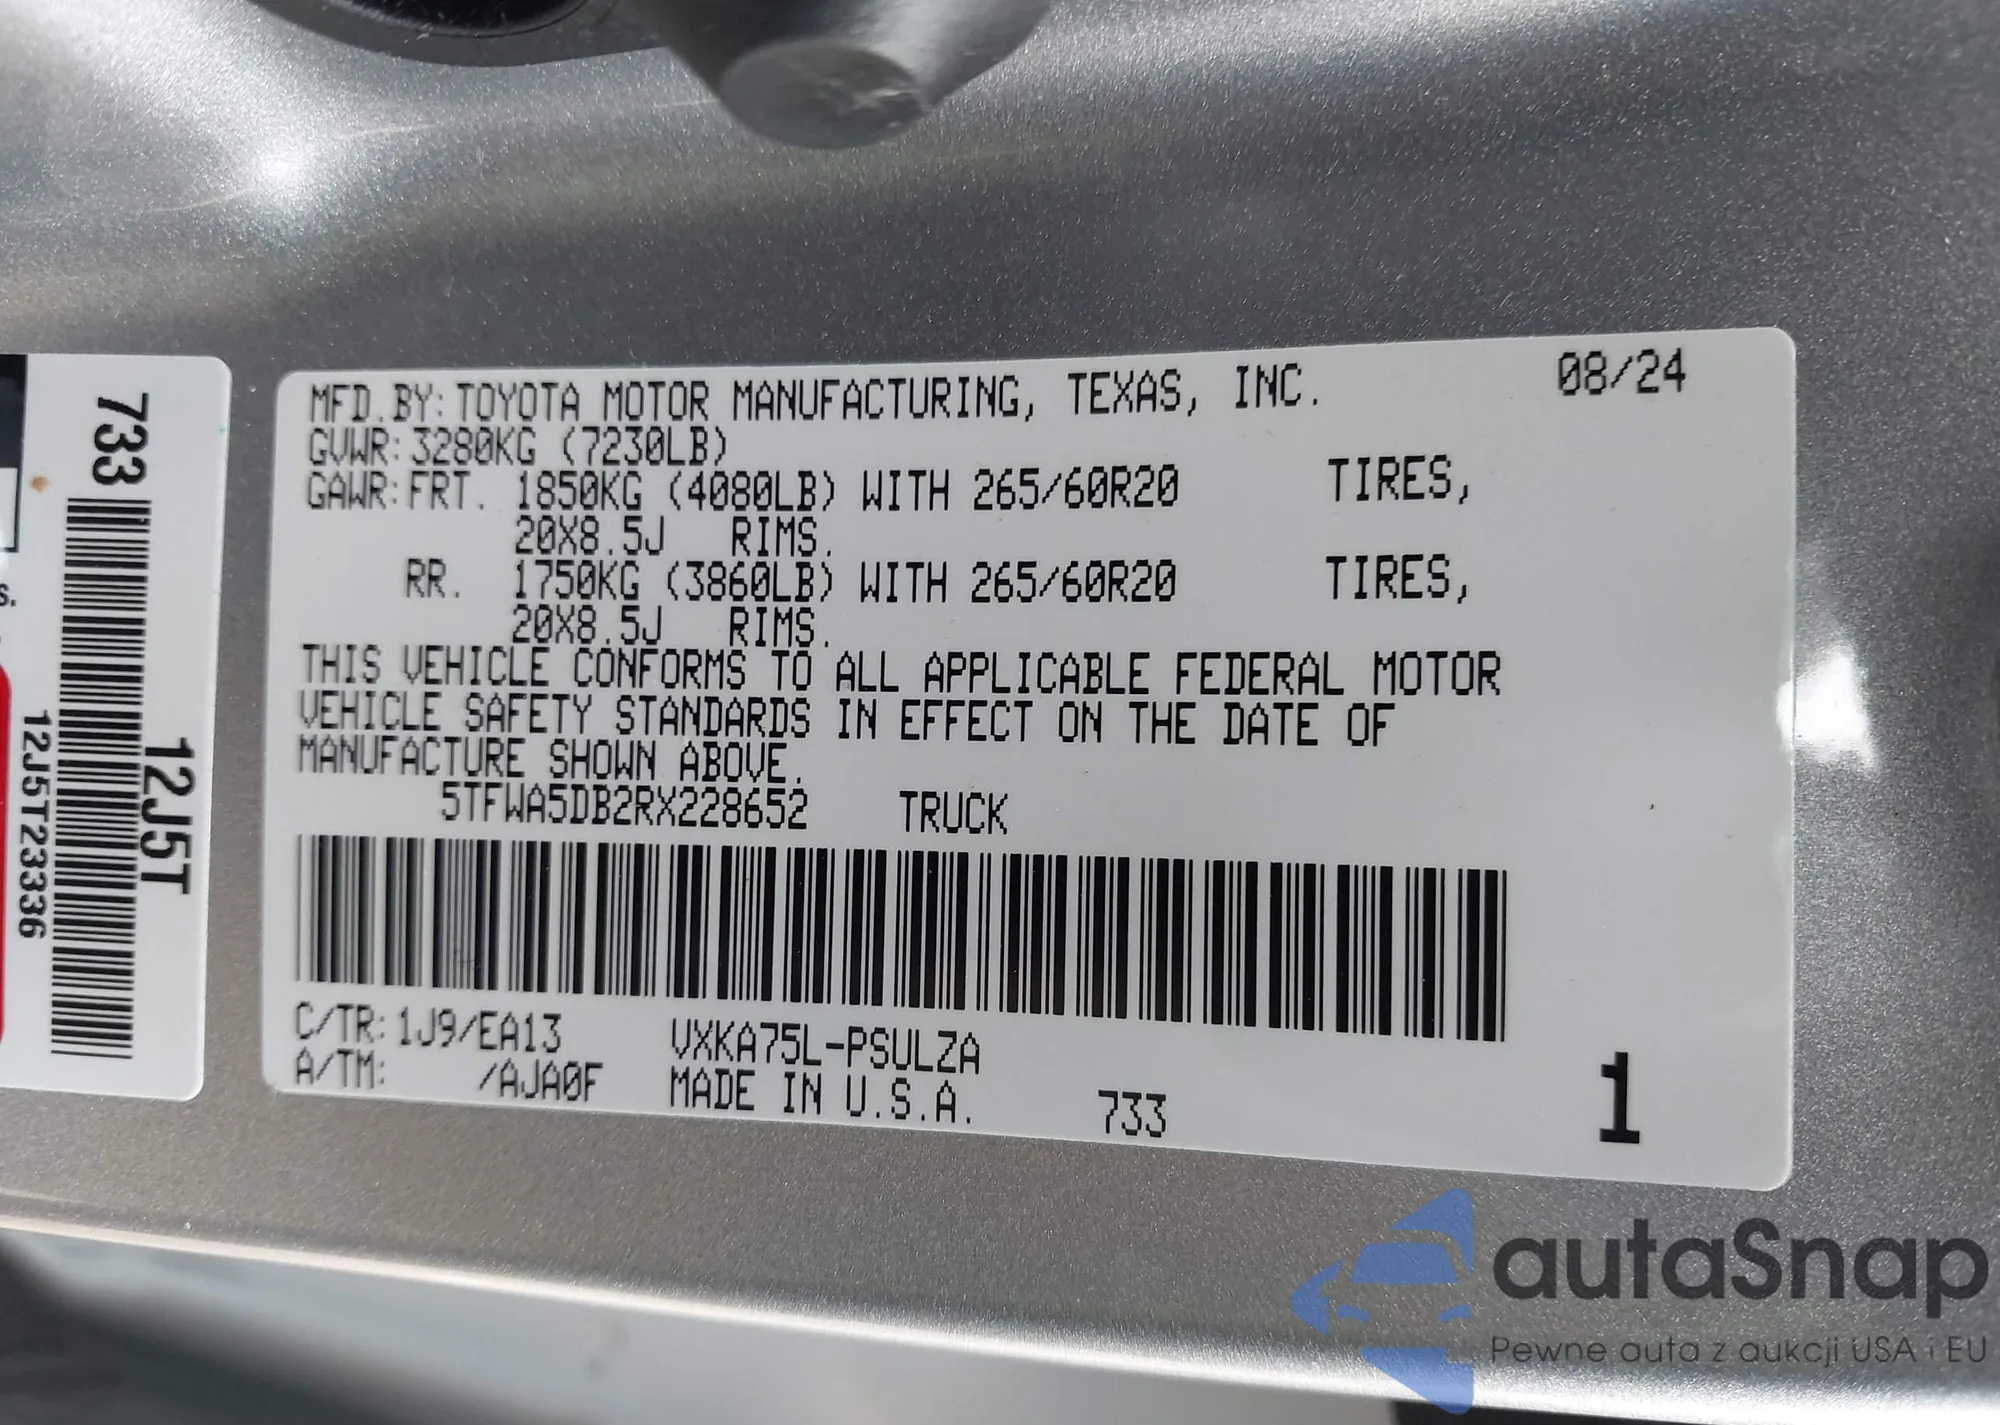 733
12J5T
12J5T23336
s.
MFD.BY:TOYOTA MOTOR MANUFACTURING, TEXAS, INC. 08/24
GVWR:3280KG (7230LB)
GAWR:FRT. 1850KG (4080LB) WITH 265/60R20 TIRES,
20X8.5J RIMS.
RR. 1750KG (3860LB) WITH 265/60R20 TIRES,
20X8.5J RIMS.
THIS VEHICLE CONFORMS TO ALL APPLICABLE FEDERAL MOTOR
VEHICLE SAFETY STANDARDS IN EFFECT ON THE DATE OF
MANUFACTURE SHOWN ABOVE.
5TFWA5DB2RX228652 TRUCK
C/TR:1J9/EA13 VXKA75L-PSULZA
A/TM: /AJA0F MADE IN U.S.A. 733 1
autaSnap
Pewne auta z aukcji USA i EU